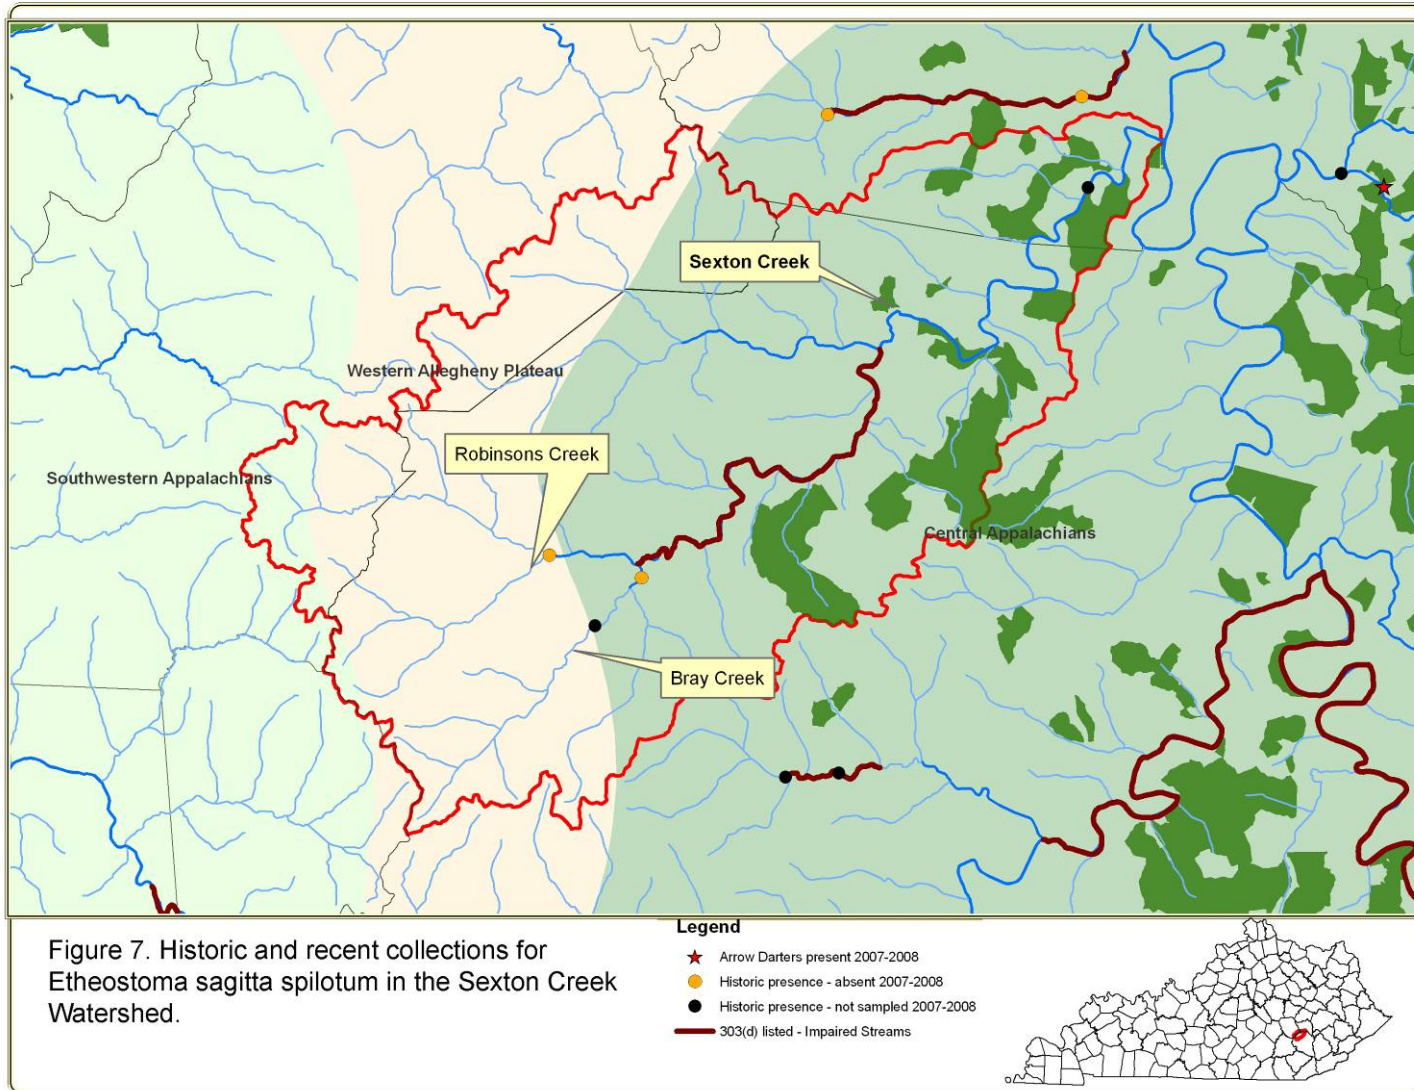 Sexton Creek
Western Allegheny Plateau
Robinsons Creek
Southwestern Appalachians
Central Appalachians
Bray Creek
Figure 7. Historic and recent collections for
Etheostoma sagitta spilotum in the Sexton Creek
Watershed.
Legend
Arrow Darters present 2007-2008
Historic presence - absent 2007-2008
Historic presence - not sampled 2007-2008
303(d) listed - Impaired Streams